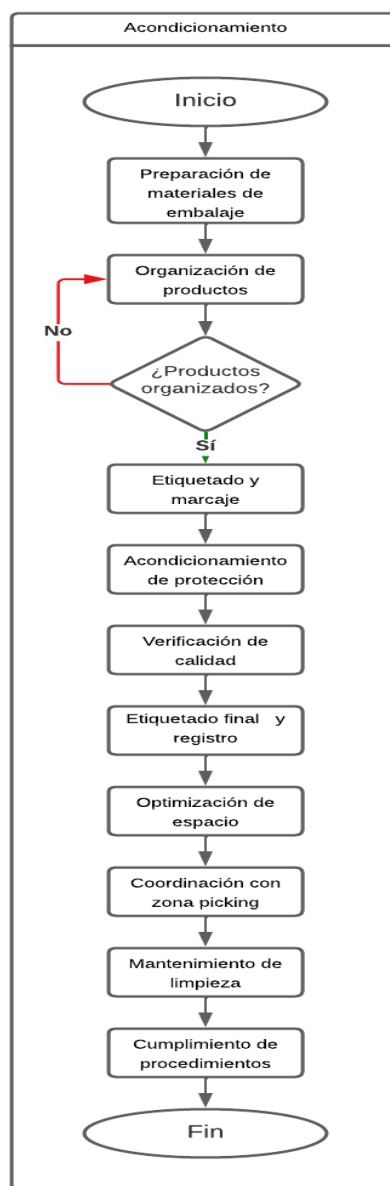 Acondicionamiento
Inicio
Preparación de
materiales de
embalaje
Organización de
productos
No
¿Productos
organizados?
Sí
Etiquetado y
marcaje
Acondicionamiento
de protección
Verificación de
calidad
Etiquetado final y
registro
Optimización de
espacio
Coordinación con
zona picking
Mantenimiento de
limpieza
Cumplimiento de
procedimientos
Fin